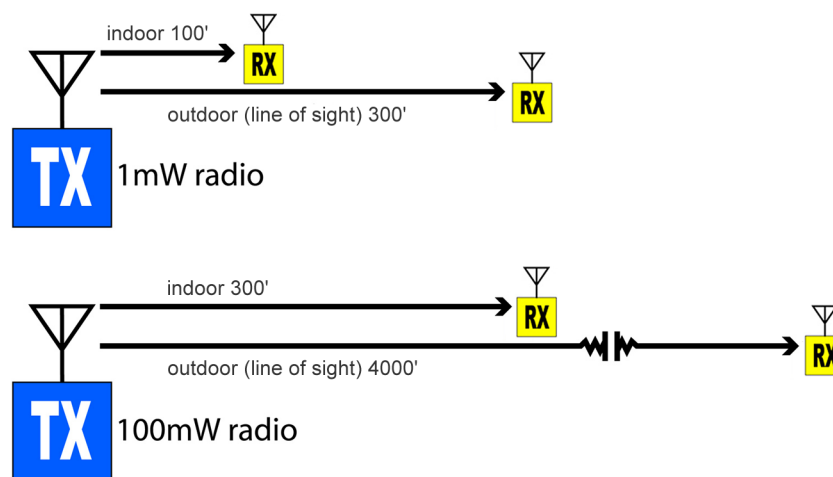 indoor 100'
RX
RX
outdoor (line of sight) 300'
TX
1mW radio
indoor 300'
RX
RX
outdoor (line of sight) 4000'
TX
100mW radio